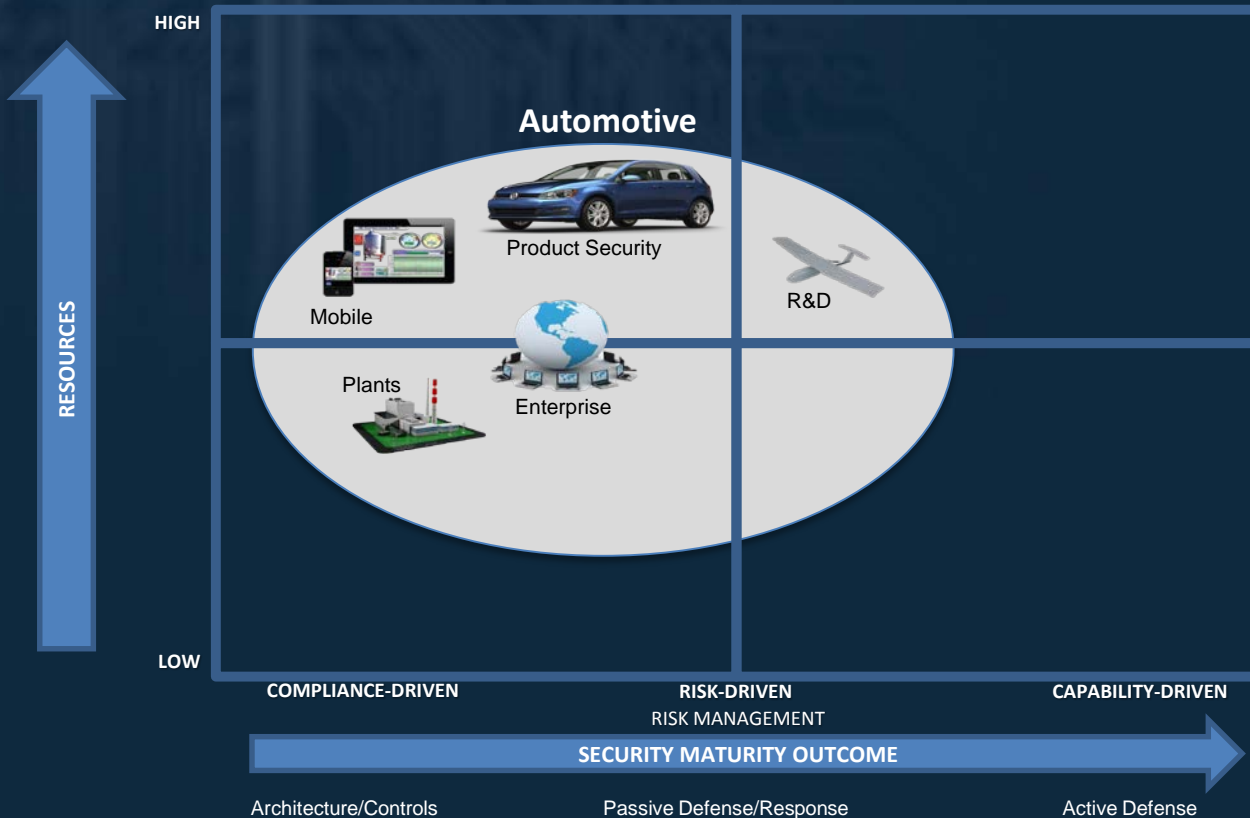 HIGH
Automotive
Product Security
R&D
Mobile
RESOURCES
Plants
Enterprise
LOW
COMPLIANCE-DRIVEN
RISK-DRIVEN
CAPABILITY-DRIVEN
RISK MANAGEMENT
SECURITY MATURITY OUTCOME
Architecture/Controls
Passive Defense/Response
Active Defense